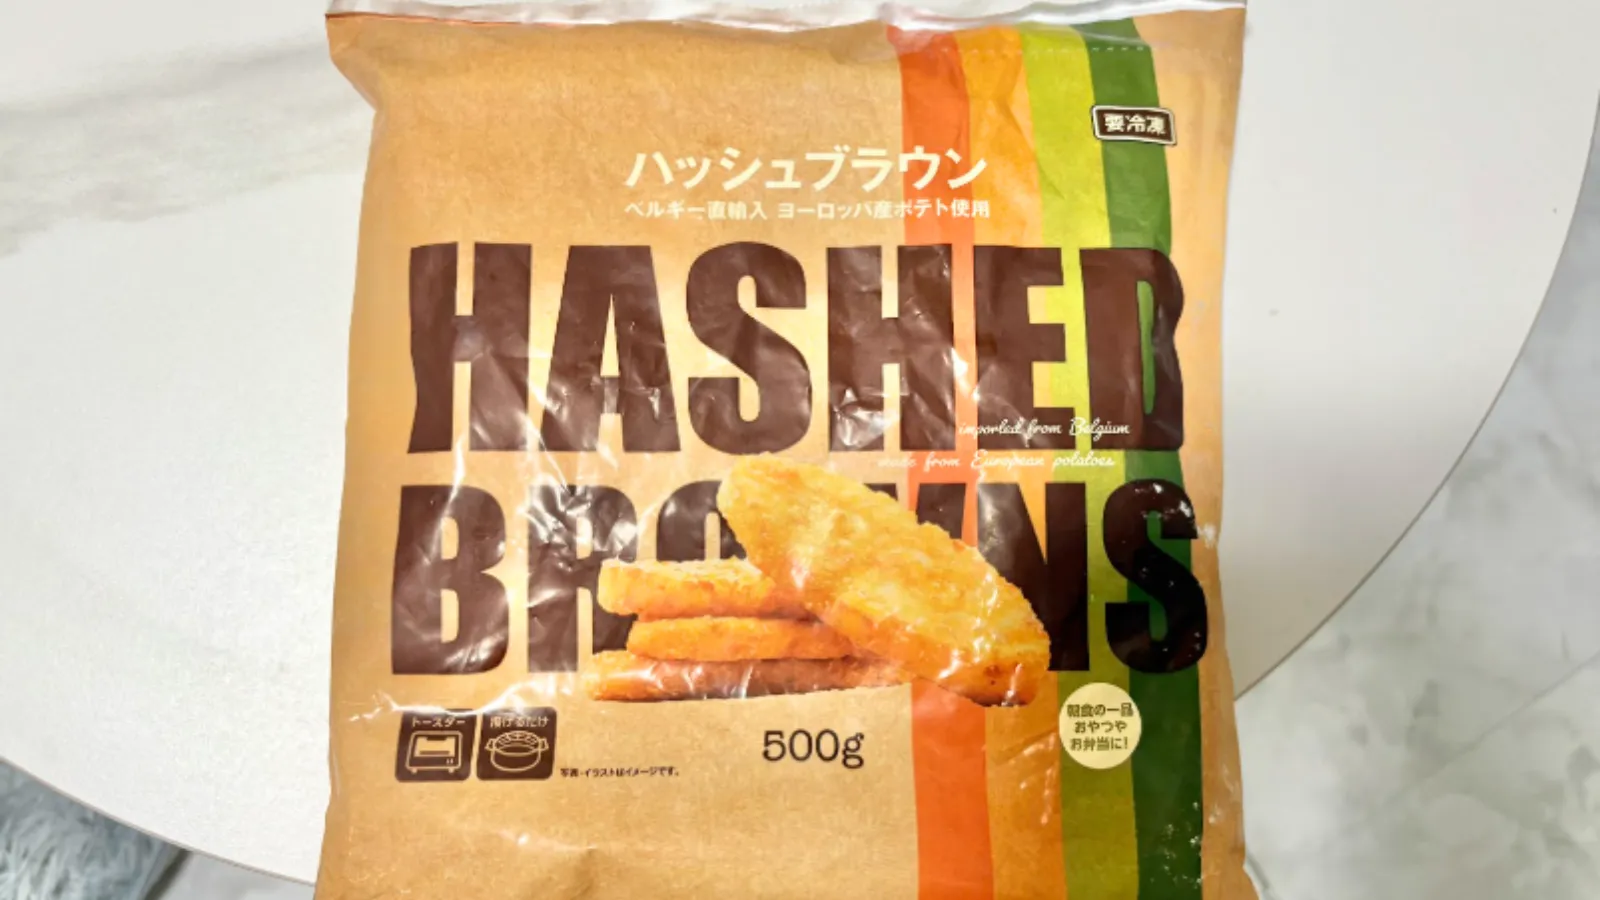 要冷凍
ハッシュブラウン
ベルギー直輸入 ヨーロッパ産ポテト使用
HASHED
imported from Belgium
made from European potatoes
BROWNS
トースター
揚げるだけ
写真・イラストはイメージです。
500g
朝食の一品
おやつや
お弁当に!